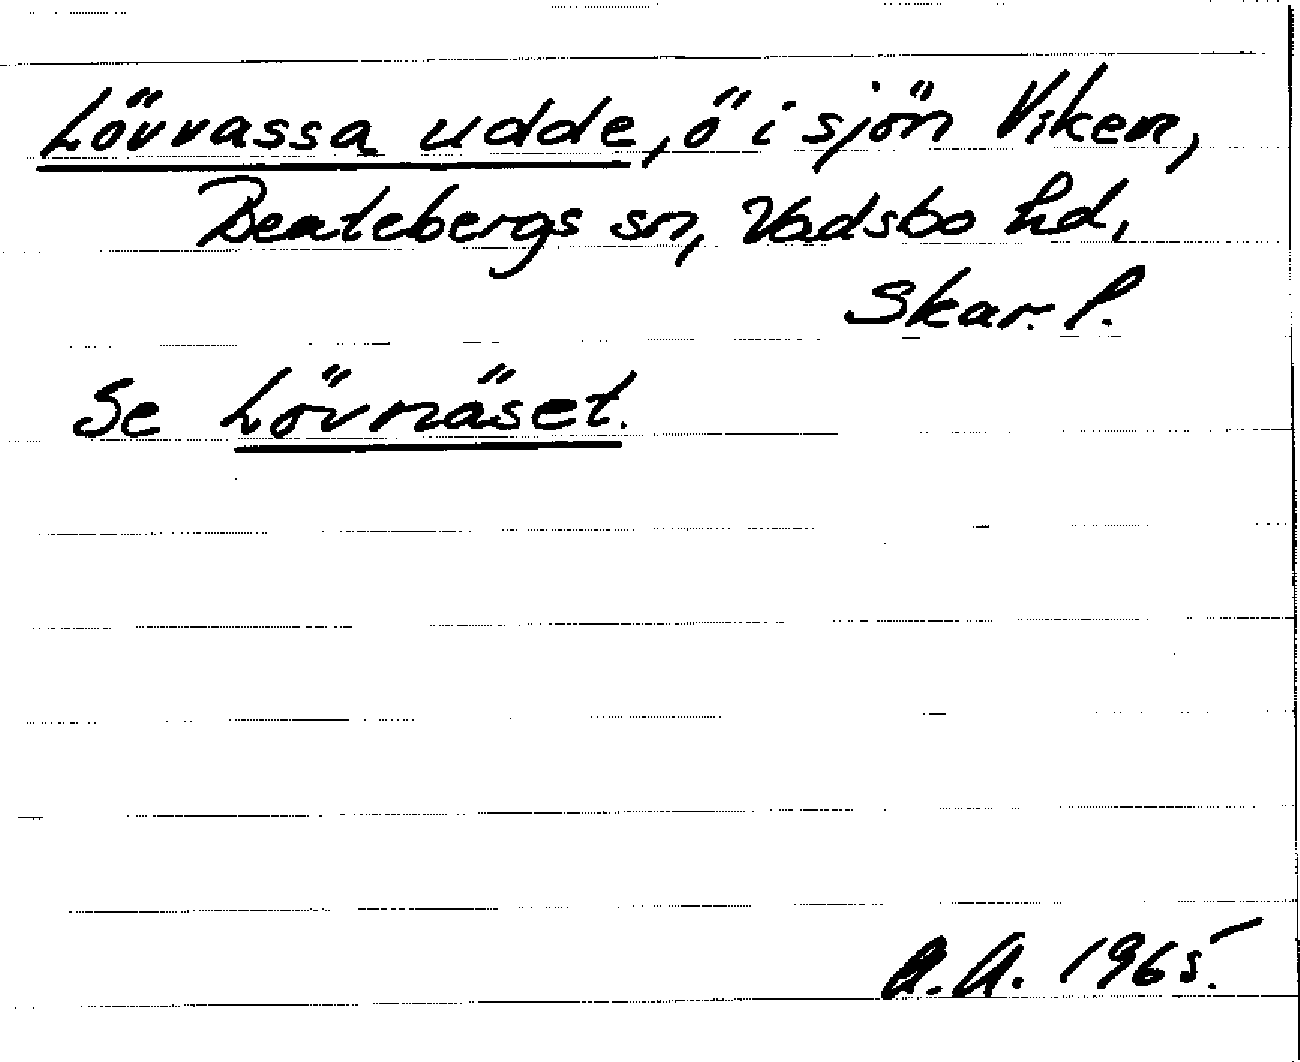 Lövvassa udde, ö i sjön Viken,
Beatebergs sn, Vadsbo hd,
Skar. l.
Se Lövnäset.
A.A. 1965.